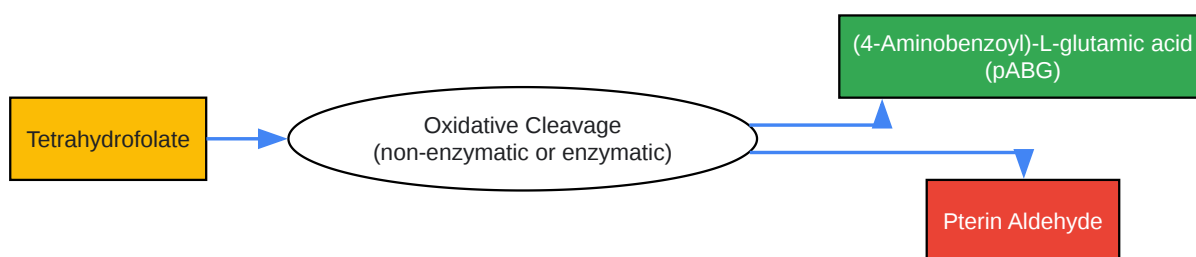 Tetrahydrofolate
Oxidative Cleavage
(non-enzymatic or enzymatic)
(4-Aminobenzoyl)-L-glutamic acid
(pABG)
Pterin Aldehyde